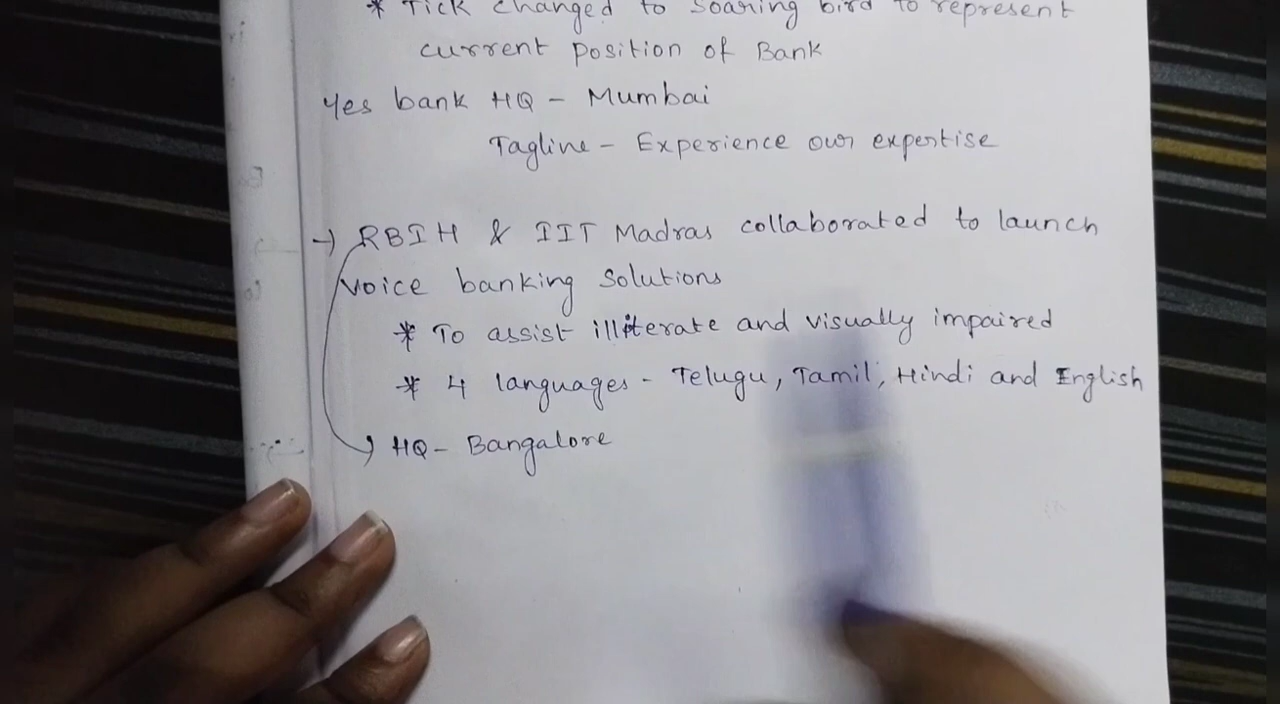 * Tick changed to soaring bird to represent
current position of Bank
Yes bank HQ - Mumbai
Tagline - Experience our expertise
→ RBIH & IIT Madras collaborated to launch
voice banking solutions
* To assist illiterate and visually impaired
* 4 languages - Telugu, Tamil, Hindi and English
HQ - Bangalore